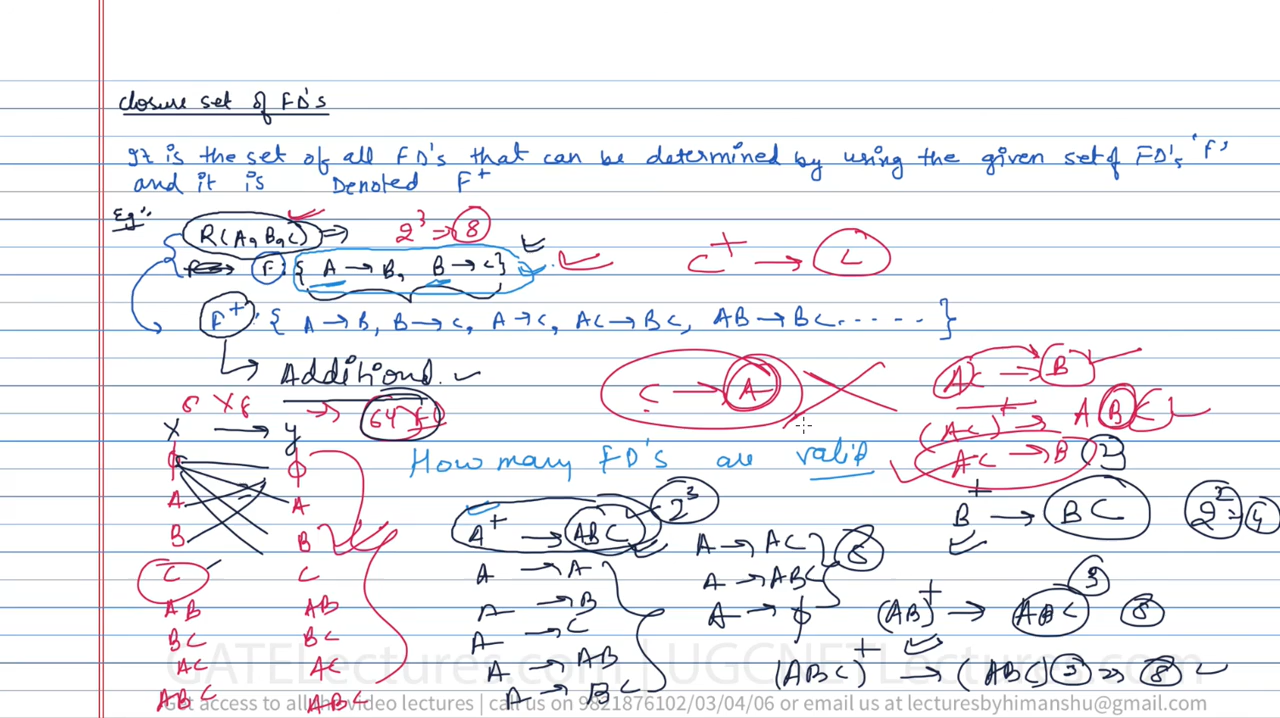 closure set of FD's
It is the set of all FD's that can be determined by using the given set of FD's 'F'
and it is Denoted F⁺
Eg:-
R(A, B, C) ⇒ 2³ = 8
F: { A → B, B → C }
C⁺ → C
F⁺: { A → B, B → C, A → C, AC → BC, AB → BC ...... }
Additional
C → A
AC → B
(AC)⁺ → ABC
AC → B
8 × 8 ⇒ 64
X → Y
How many FD's are valid
ϕ ϕ
A A
B B
C C
AB AB
BC BC
AC AC
ABC ABC
A⁺ → ABC 2³
A → A
A → B
A → C
A → AB
A → BC
A → AC
A → ABC
A → ϕ
8
B⁺ → BC 2² = 4
(AB)⁺ → ABC 3 8
(ABC)⁺ → (ABC) 3 ⇒ 8
GATELectures.com | UGCNETLectures.com
Get access to all the video lectures | can call us on 9821876102/03/04/06 or email us at lecturesbyhimanshu@gmail.com